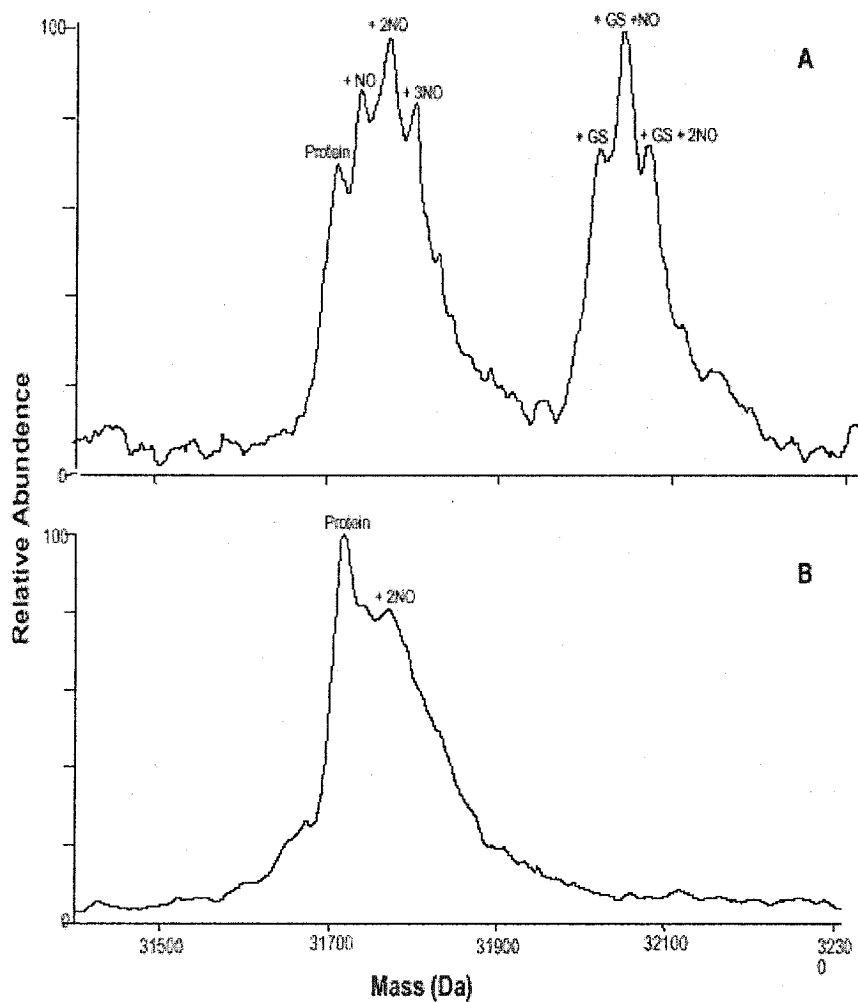 100
+ 2NO
+ GS +NO
A
+ NO
+ 3NO
Protein
+ GS
+ GS + 2NO
0
Relative Abundence
Protein
100
B
+ 2NO
0
31500
31700
31900
32100
3230
0
Mass (Da)